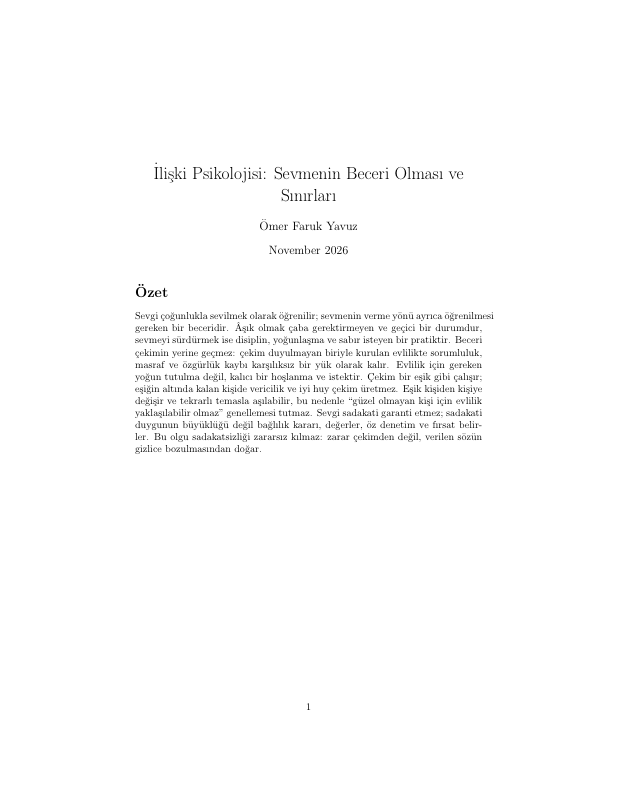 İlişki Psikolojisi: Sevmenin Beceri Olması ve
Sınırları
Ömer Faruk Yavuz
November 2026
Özet
Sevgi çoğunlukla sevilmek olarak öğrenilir; sevmenin verme yönü ayrıca öğrenilmesi
gereken bir beceridir. Âşık olmak çaba gerektirmeyen ve geçici bir durumdur,
sevmeyi sürdürmek ise disiplin, yoğunlaşma ve sabır isteyen bir pratiktir. Beceri
çekimin yerine geçmez: çekim duyulmayan biriyle kurulan evlilikte sorumluluk,
masraf ve özgürlük kaybı karşılıksız bir yük olarak kalır. Evlilik için gereken
yoğun tutulma değil, kalıcı bir hoşlanma ve istektir. Çekim bir eşik gibi çalışır;
eşiğin altında kalan kişide vericilik ve iyi huy çekim üretmez. Eşik kişiden kişiye
değişir ve tekrarlı temasla aşılabilir, bu nedenle “güzel olmayan kişi için evlilik
yaklaşılabilir olmaz” genellemesi tutmaz. Sevgi sadakati garanti etmez; sadakati
duygunun büyüklüğü değil bağlılık kararı, değerler, öz denetim ve fırsat belir-
ler. Bu olgu sadakatsizliği zararsız kılmaz: zarar çekimden değil, verilen sözün
gizlice bozulmasından doğar.
1